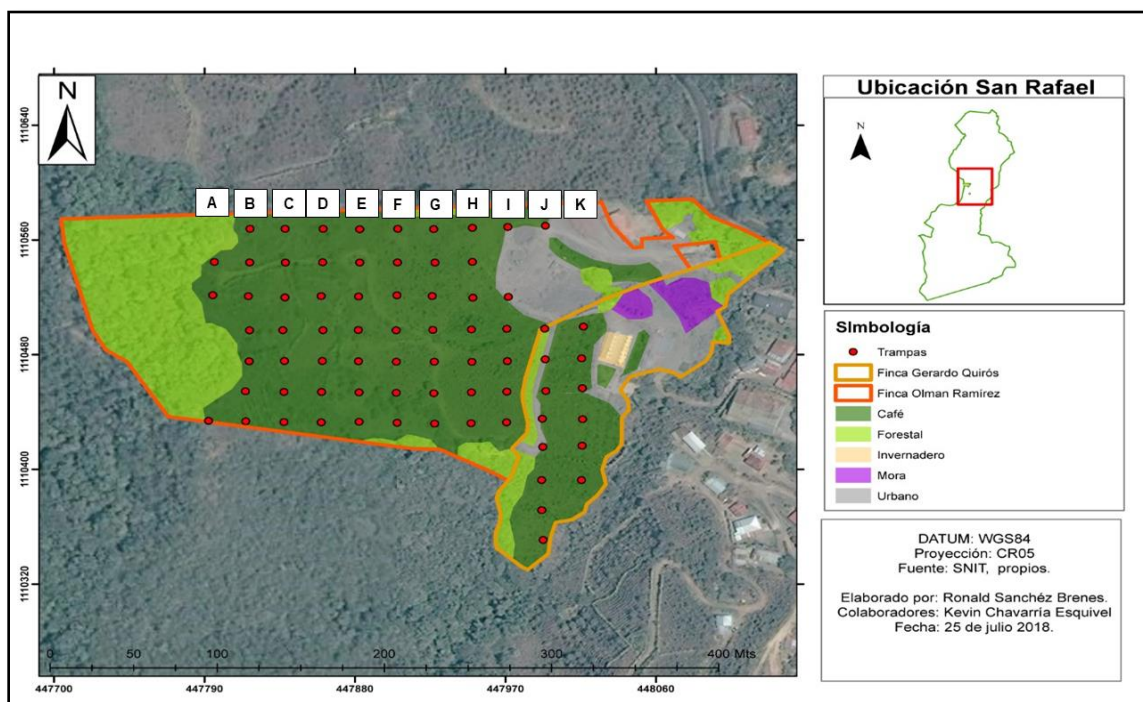 N
A B C D E F G H I J K
1110640
1110560
1110480
1110400
1110320
0 50 100 200 300 400 Mts
447700 447790 447880 447970 448060
Ubicación San Rafael
N
SImbología
Trampas
Finca Gerardo Quirós
Finca Olman Ramírez
Café
Forestal
Invernadero
Mora
Urbano
DATUM: WGS84
Proyección: CR05
Fuente: SNIT, propios.
Elaborado por: Ronald Sanchéz Brenes.
Colaboradores: Kevin Chavarría Esquivel
Fecha: 25 de julio 2018.